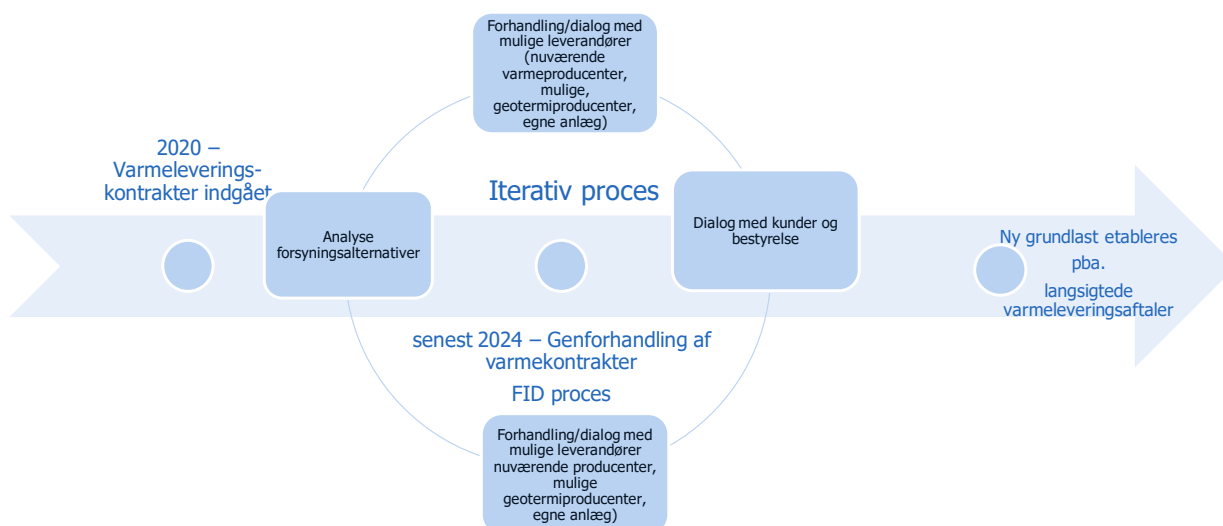 Forhandling/dialog med
mulige leverandører
(nuværende
varmeproducenter,
mulige,
geotermiproducenter,
egne anlæg)
2020 –
Varmeleverings-
kontrakter indgået
Iterativ proces
Analyse
forsyningsalternativer
Dialog med kunder og
bestyrelse
Ny grundlast etableres
pba.
langsigtede
varmeleveringsaftaler
senest 2024 – Genforhandling af
varmekontrakter
FID proces
Forhandling/dialog med
mulige leverandører
nuværende producenter,
mulige
geotermiproducenter,
egne anlæg)